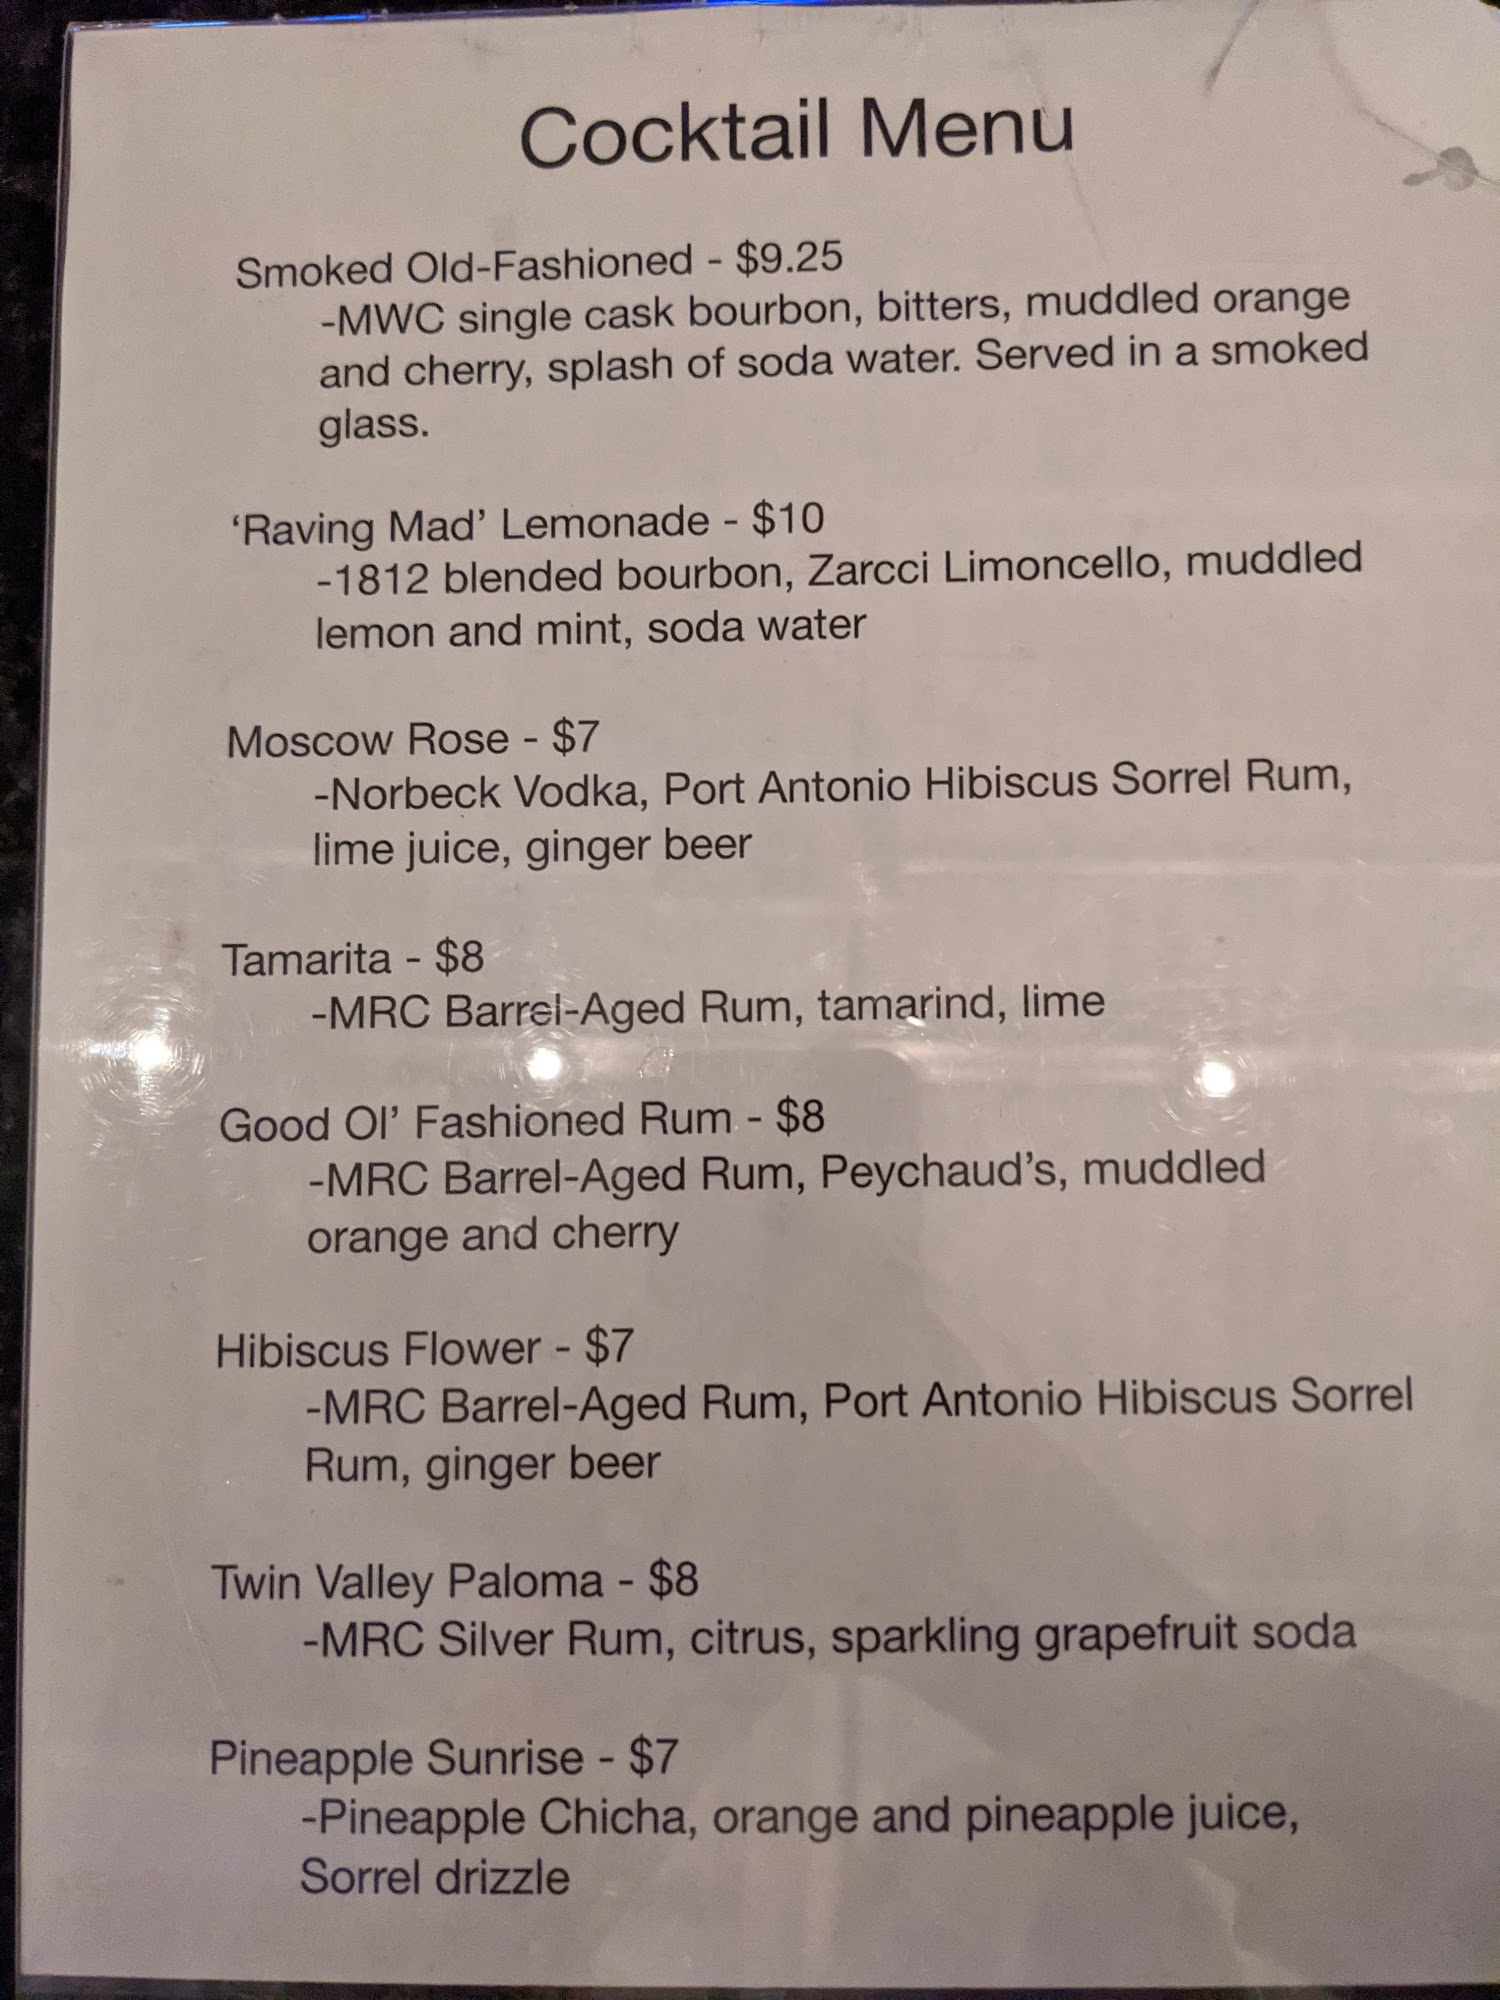 Cocktail Menu
Smoked Old-Fashioned - $9.25
-MWC single cask bourbon, bitters, muddled orange
and cherry, splash of soda water. Served in a smoked
glass.
‘Raving Mad’ Lemonade - $10
-1812 blended bourbon, Zarcci Limoncello, muddled
lemon and mint, soda water
Moscow Rose - $7
-Norbeck Vodka, Port Antonio Hibiscus Sorrel Rum,
lime juice, ginger beer
Tamarita - $8
-MRC Barrel-Aged Rum, tamarind, lime
Good Ol’ Fashioned Rum - $8
-MRC Barrel-Aged Rum, Peychaud’s, muddled
orange and cherry
Hibiscus Flower - $7
-MRC Barrel-Aged Rum, Port Antonio Hibiscus Sorrel
Rum, ginger beer
Twin Valley Paloma - $8
-MRC Silver Rum, citrus, sparkling grapefruit soda
Pineapple Sunrise - $7
-Pineapple Chicha, orange and pineapple juice,
Sorrel drizzle